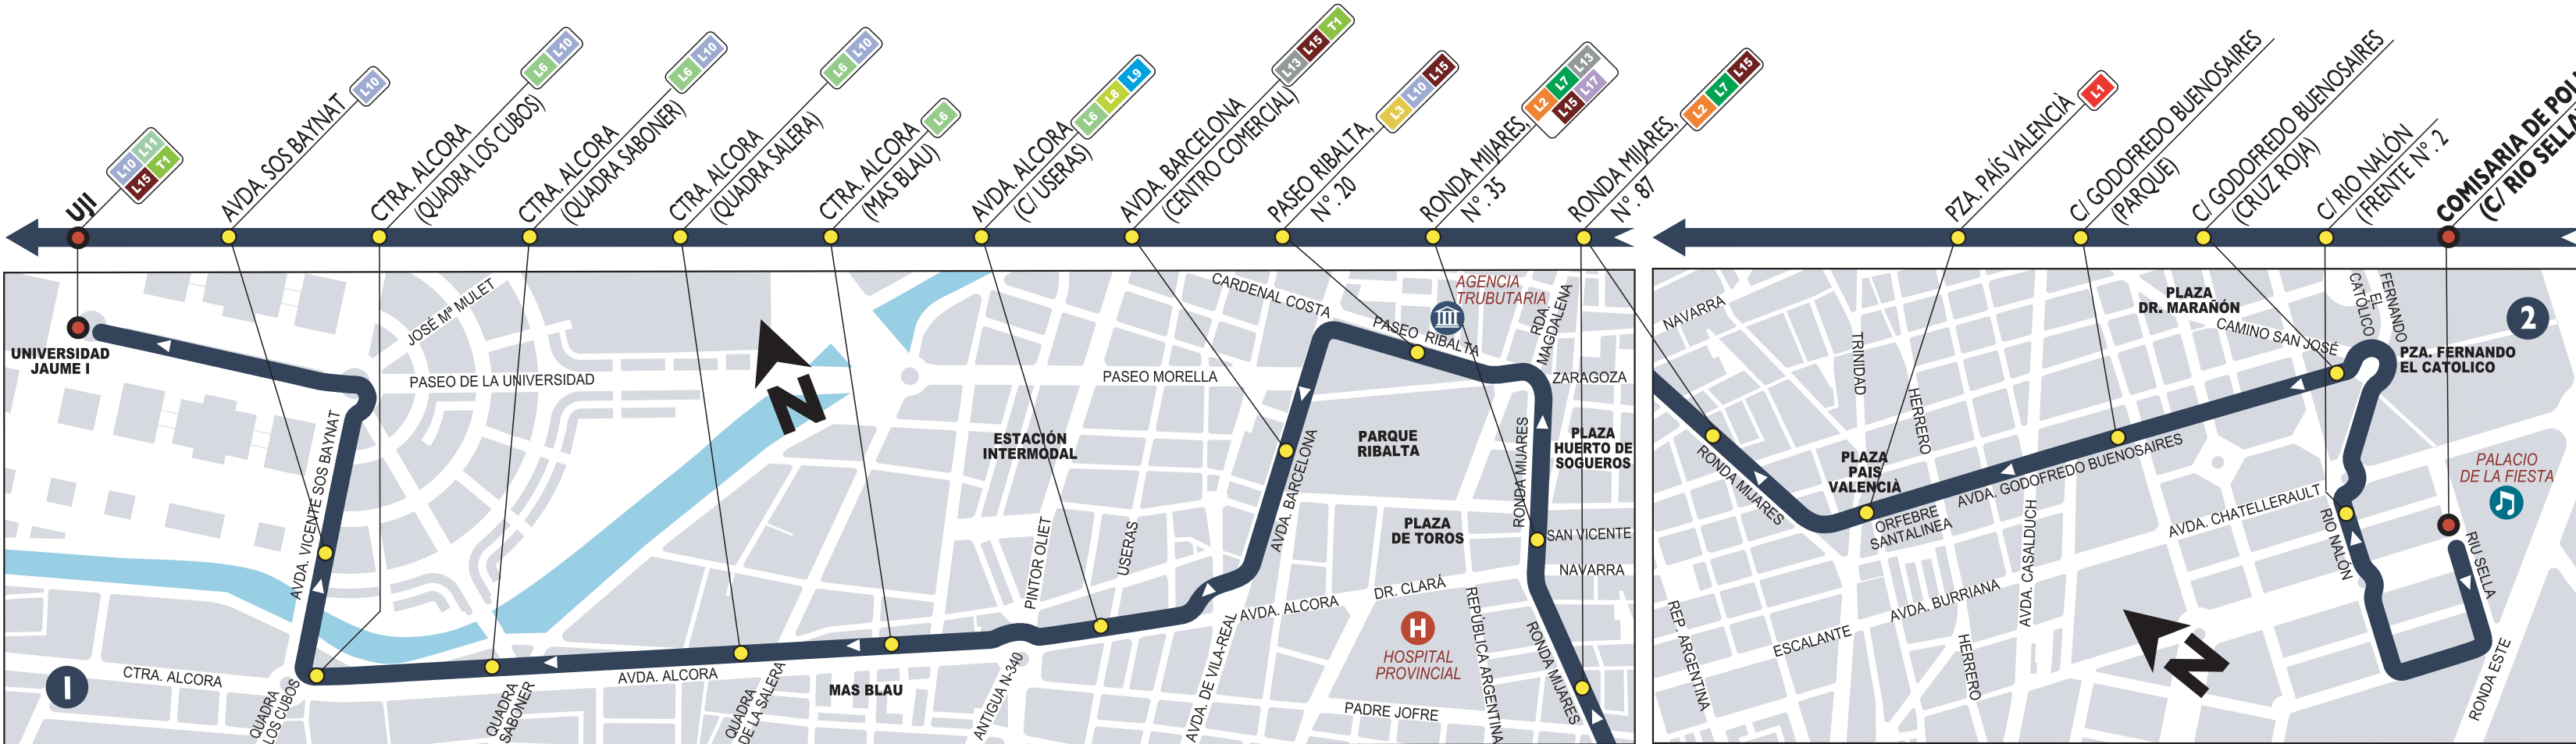 UJI
L10
L11
L15
T1
AVDA. SOS BAYNAT
L10
CTRA. ALCORA
(QUADRA LOS CUBOS)
L6
L10
CTRA. ALCORA
(QUADRA SABONER)
L6
L10
CTRA. ALCORA
(QUADRA SALERA)
L6
L10
CTRA. ALCORA
(MAS BLAU)
L6
AVDA. ALCORA
(C/ USERAS)
L6
L8
L9
AVDA. BARCELONA
(CENTRO COMERCIAL)
L13
L15
T1
PASEO RIBALTA,
Nº. 20
L3
L10
L15
RONDA MIJARES,
Nº. 35
L2
L7
L13
L15
L17
RONDA MIJARES,
Nº. 87
L2
L7
L15
PZA. PAÍS VALENCIÀ
L1
C/ GODOFREDO BUENOSAIRES
(PARQUE)
C/ GODOFREDO BUENOSAIRES
(CRUZ ROJA)
C/ RIO NALÓN
(FRENTE Nº. 2
COMISARIA DE
(C/ RIO
UNIVERSIDAD
JAUME I
JOSÉ Mª MULET
PASEO DE LA UNIVERSIDAD
AVDA. VICENTE SOS BAYNAT
CTRA. ALCORA
1
QUADRA
LOS CUBOS
QUADRA
SABONER
AVDA. ALCORA
QUADRA
DE LA SALERA
MAS BLAU
N
ESTACIÓN
INTERMODAL
PINTOR OLIET
USERAS
ANTIGUA N-340
AVDA. DE VILA-REAL
AVDA. ALCORA
PASEO MORELLA
CARDENAL COSTA
PASEO RIBALTA
AGENCIA
TRUBUTARIA
RDA.
MAGDALENA
ZARAGOZA
AVDA. BARCELONA
PARQUE
RIBALTA
RONDA MIJARES
PLAZA
HUERTO DE
SOGUEROS
PLAZA
DE TOROS
SAN VICENTE
NAVARRA
DR. CLARÁ
H
HOSPITAL
PROVINCIAL
REPÚBLICA ARGENTINA
RONDA MIJARES
PADRE JOFRE
NAVARRA
TRINIDAD
HERRERO
PLAZA
DR. MARAÑÓN
CAMINO SAN JOSÉ
FERNANDO
EL
CATÓLICO
PZA. FERNANDO
EL CATOLICO
2
RONDA MIJARES
PLAZA
PAIS
VALENCIÀ
ORFEBRE
SANTALINEA
AVDA. GODOFREDO BUENOSAIRES
AVDA. CASALDUCH
AVDA. CHATELLERAULT
AVDA. BURRIANA
ESCALANTE
HERRERO
REP. ARGENTINA
N
RIO NALÓN
RIU SELLA
PALACIO
DE LA FIESTA
RONDA ESTE